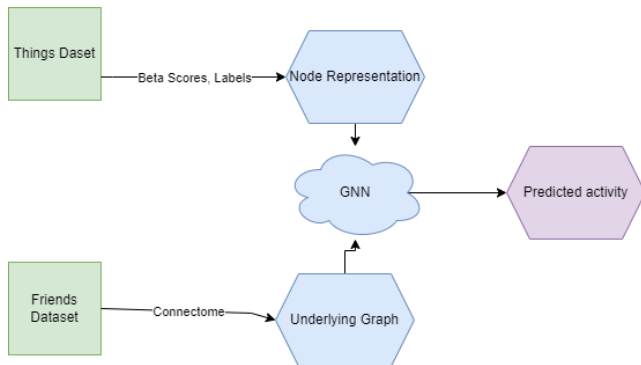 Things Daset
Beta Scores, Labels
Node Representation
GNN
Predicted activity
Friends
Dataset
Connectome
Underlying Graph